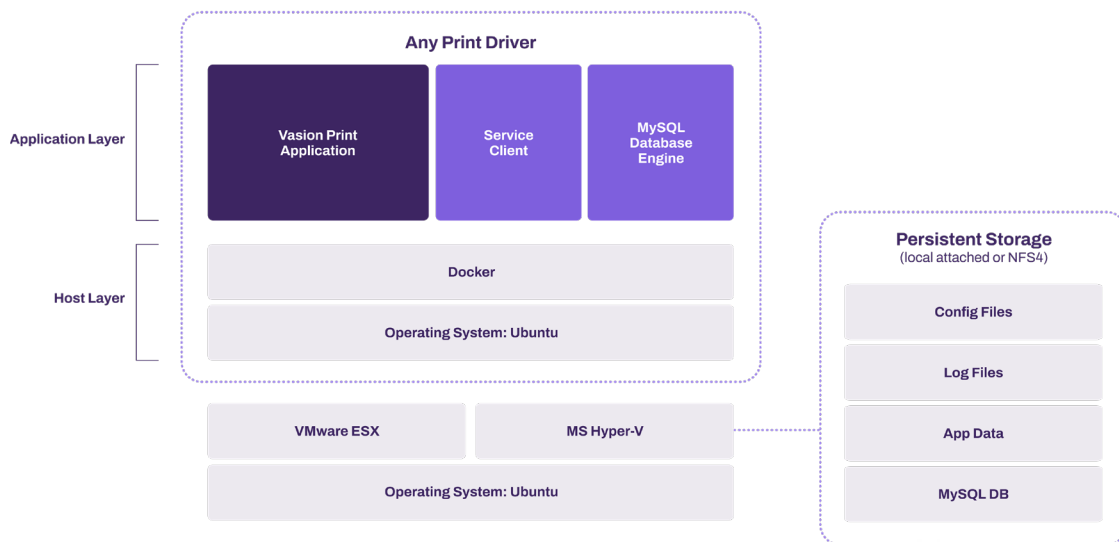 Any Print Driver
Application Layer
Vasion Print
Application
Service
Client
MySQL
Database
Engine
Host Layer
Docker
Operating System: Ubuntu
VMware ESX
MS Hyper-V
Operating System: Ubuntu
Persistent Storage
(local attached or NFS4)
Config Files
Log Files
App Data
MySQL DB